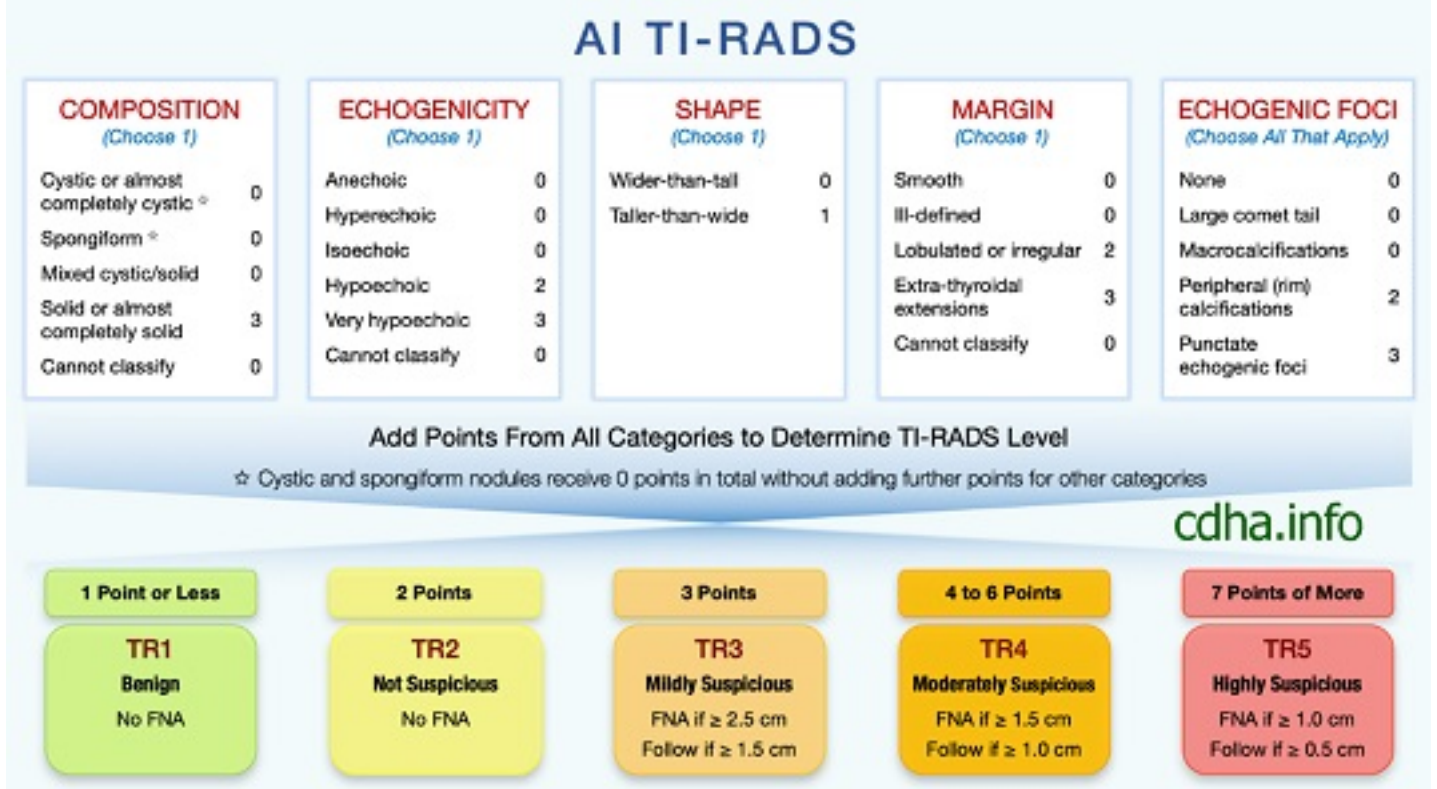 AI TI-RADS
COMPOSITION
(Choose 1)
Cystic or almost
completely cystic ☆ 0
Spongiform ☆ 0
Mixed cystic/solid 0
Solid or almost
completely solid 3
Cannot classify 0
ECHOGENICITY
(Choose 1)
Anechoic 0
Hyperechoic 0
Isoechoic 0
Hypoechoic 2
Very hypoechoic 3
Cannot classify 0
SHAPE
(Choose 1)
Wider-than-tall 0
Taller-than-wide 1
MARGIN
(Choose 1)
Smooth 0
Ill-defined 0
Lobulated or irregular 2
Extra-thyroidal
extensions 3
Cannot classify 0
ECHOGENIC FOCI
(Choose All That Apply)
None 0
Large comet tail 0
Macrocalcifications 0
Peripheral (rim)
calcifications 2
Punctate
echogenic foci 3
Add Points From All Categories to Determine TI-RADS Level
☆ Cystic and spongiform nodules receive 0 points in total without adding further points for other categories
cdha.info
1 Point or Less
TR1
Benign
No FNA
2 Points
TR2
Not Suspicious
No FNA
3 Points
TR3
Mildly Suspicious
FNA if ≥ 2.5 cm
Follow if ≥ 1.5 cm
4 to 6 Points
TR4
Moderately Suspicious
FNA if ≥ 1.5 cm
Follow if ≥ 1.0 cm
7 Points of More
TR5
Highly Suspicious
FNA if ≥ 1.0 cm
Follow if ≥ 0.5 cm